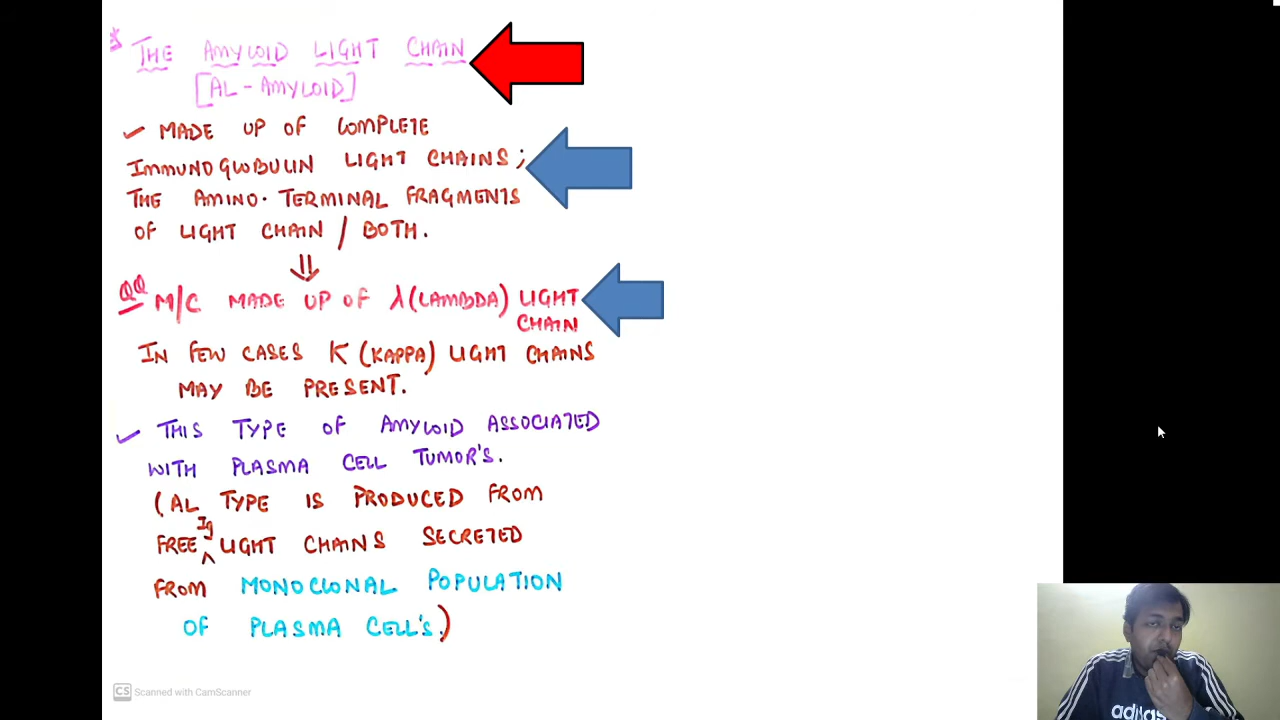 * THE AMYLOID LIGHT CHAIN
[AL-AMYLOID]
✓ MADE UP OF COMPLETE
IMMUNOGLOBULIN LIGHT CHAINS;
THE AMINO-TERMINAL FRAGMENTS
OF LIGHT CHAIN / BOTH.
⇓
QQ M/C MADE UP OF λ(LAMBDA) LIGHT
CHAIN
IN FEW CASES K (KAPPA) LIGHT CHAINS
MAY BE PRESENT.
✓ THIS TYPE OF AMYLOID ASSOCIATED
WITH PLASMA CELL TUMOR'S.
(AL TYPE IS PRODUCED FROM
FREE Ig LIGHT CHAINS SECRETED
FROM MONOCLONAL POPULATION
OF PLASMA CELL'S.)
CS Scanned with CamScanner
adidas